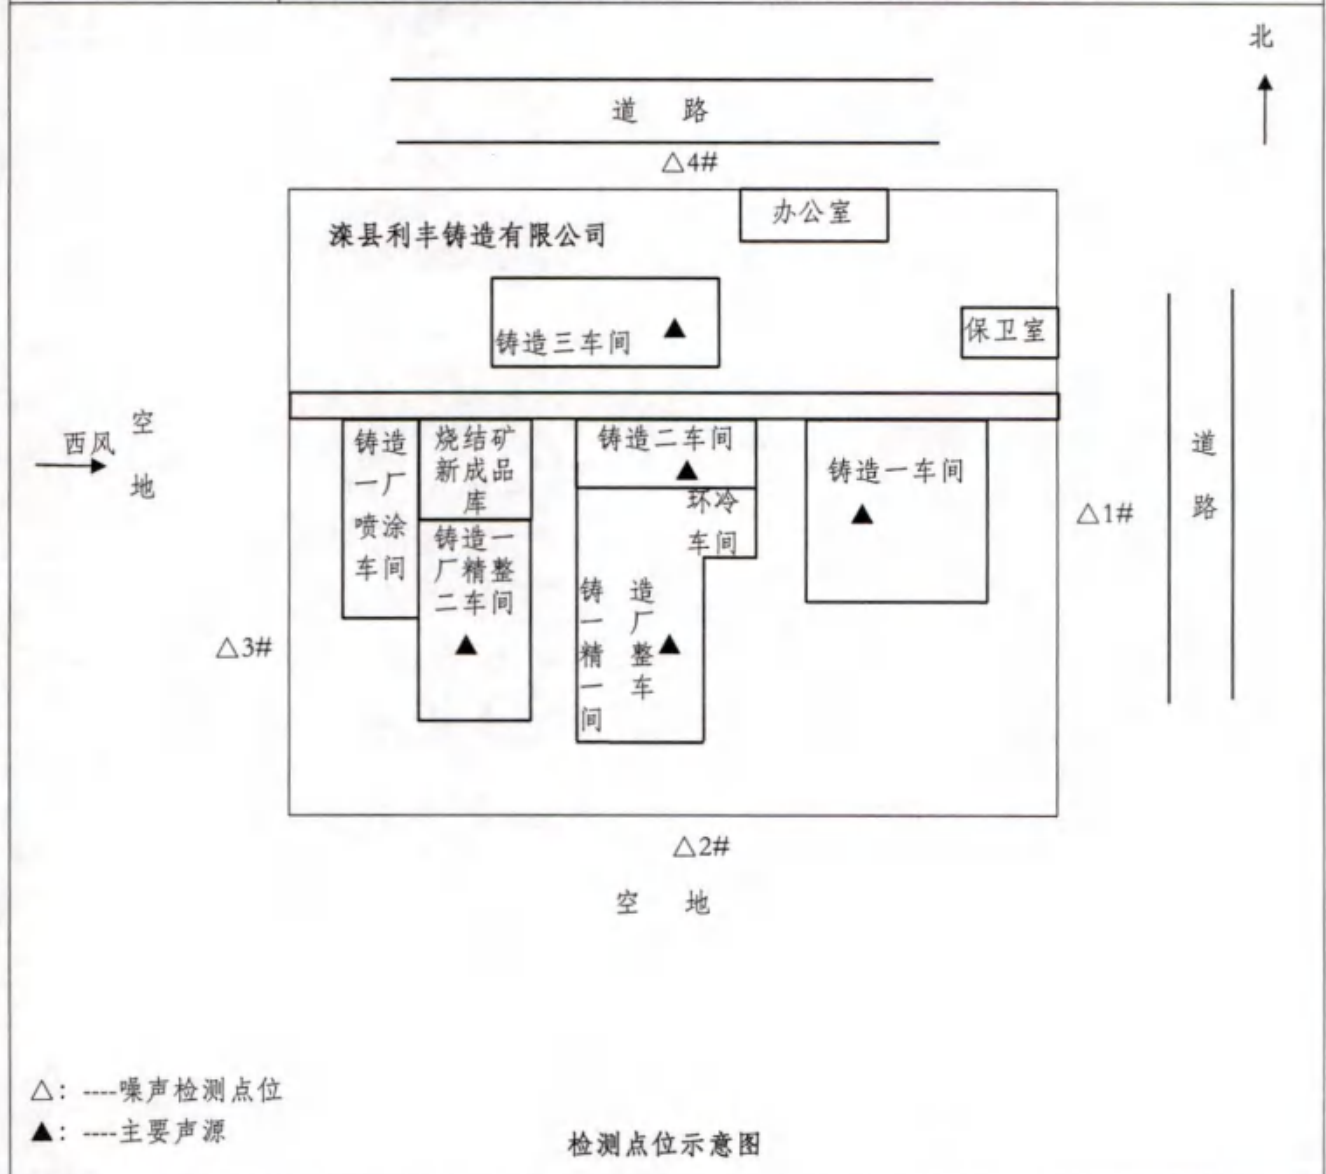 北
道 路
△4#
办公室
滦县利丰铸造有限公司
铸造三车间
保卫室
西风
空
地
铸造
一厂
喷涂
车间
烧结矿
新成品
库
铸造一
厂精整
二车间
铸造二车间
环冷
车间
铸 造
一 厂
精 整
一 车
间
铸造一车间
△1#
道
路
△3#
△2#
空 地
△：----噪声检测点位
▲：----主要声源
检测点位示意图